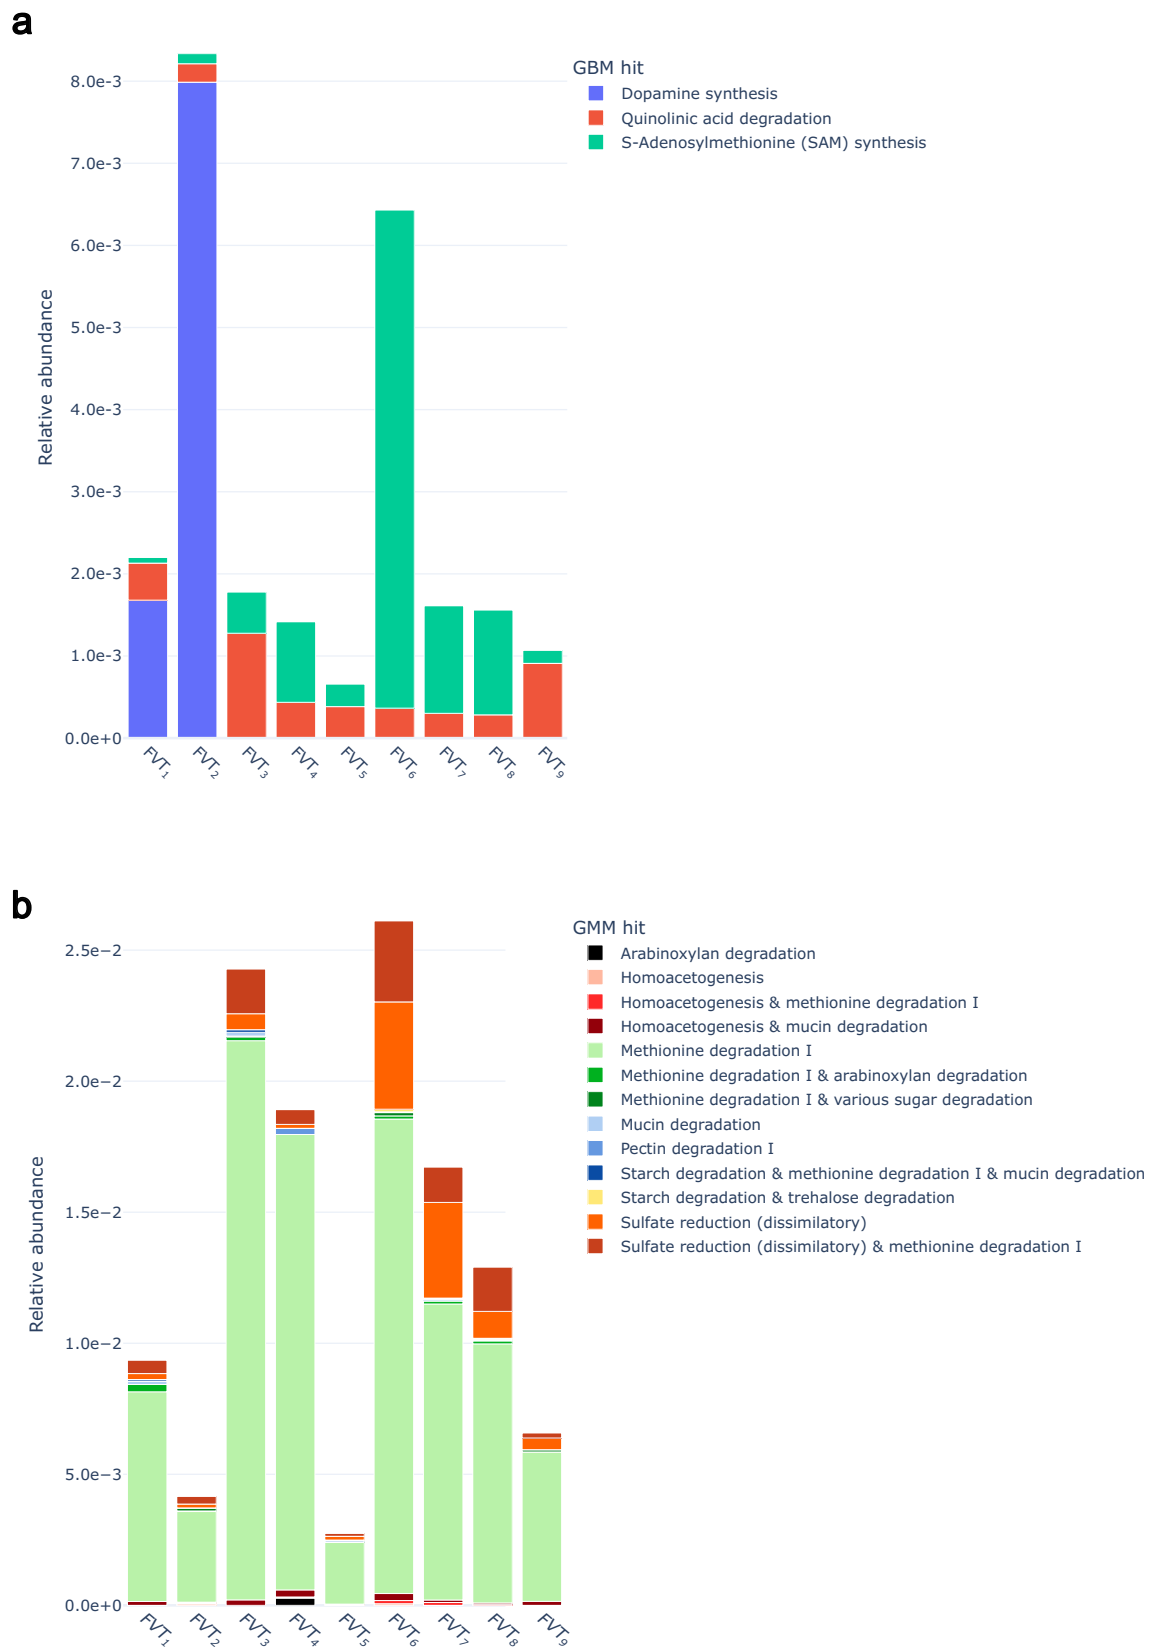 a
GBM hit
Dopamine synthesis
Quinolinic acid degradation
S-Adenosylmethionine (SAM) synthesis
8.0e-3
7.0e-3
6.0e-3
5.0e-3
4.0e-3
3.0e-3
2.0e-3
1.0e-3
0.0e+0
Relative abundance
FVT₁ FVT₂ FVT₃ FVT₄ FVT₅ FVT₆ FVT₇ FVT₈ FVT₉
b
GMM hit
Arabinoxylan degradation
Homoacetogenesis
Homoacetogenesis & methionine degradation I
Homoacetogenesis & mucin degradation
Methionine degradation I
Methionine degradation I & arabinoxylan degradation
Methionine degradation I & various sugar degradation
Mucin degradation
Pectin degradation I
Starch degradation & methionine degradation I & mucin degradation
Starch degradation & trehalose degradation
Sulfate reduction (dissimilatory)
Sulfate reduction (dissimilatory) & methionine degradation I
2.5e−2
2.0e−2
1.5e−2
1.0e−2
5.0e−3
0.0e+0
Relative abundance
FVT₁ FVT₂ FVT₃ FVT₄ FVT₅ FVT₆ FVT₇ FVT₈ FVT₉